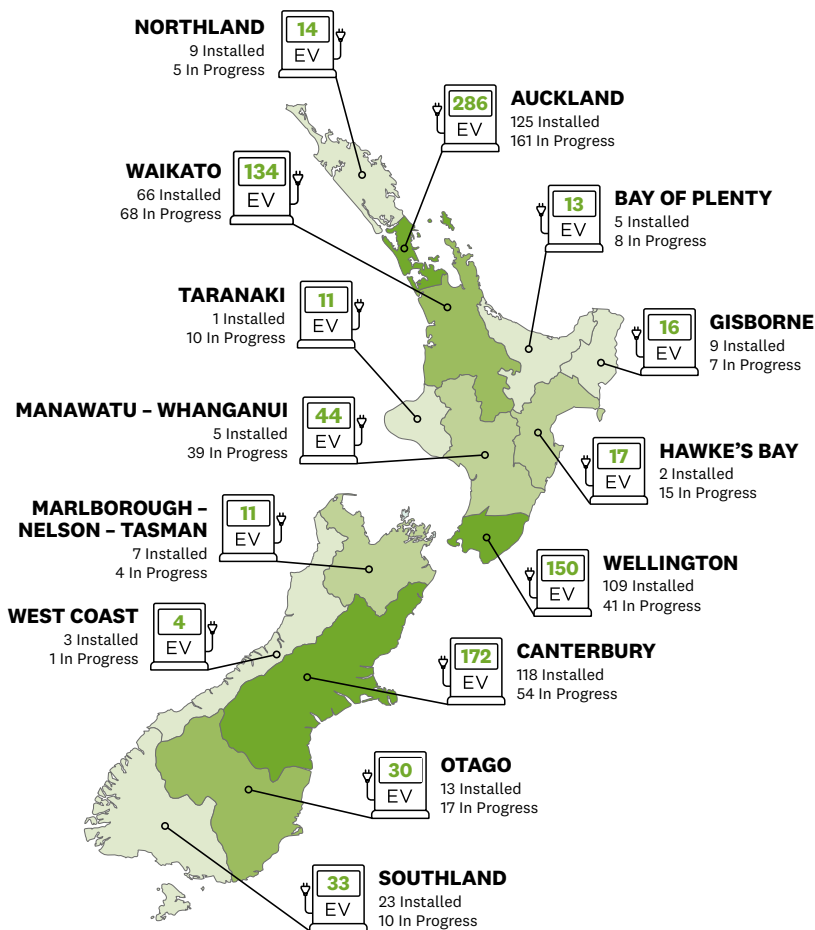 NORTHLAND
9 Installed
5 In Progress
14
EV
286
EV
AUCKLAND
125 Installed
161 In Progress
WAIKATO
66 Installed
68 In Progress
134
EV
13
EV
BAY OF PLENTY
5 Installed
8 In Progress
TARANAKI
1 Installed
10 In Progress
11
EV
16
EV
GISBORNE
9 Installed
7 In Progress
MANAWATU – WHANGANUI
5 Installed
39 In Progress
44
EV
17
EV
HAWKE’S BAY
2 Installed
15 In Progress
MARLBOROUGH –
NELSON – TASMAN
7 Installed
4 In Progress
11
EV
150
EV
WELLINGTON
109 Installed
41 In Progress
WEST COAST
3 Installed
1 In Progress
4
EV
172
EV
CANTERBURY
118 Installed
54 In Progress
30
EV
OTAGO
13 Installed
17 In Progress
33
EV
SOUTHLAND
23 Installed
10 In Progress